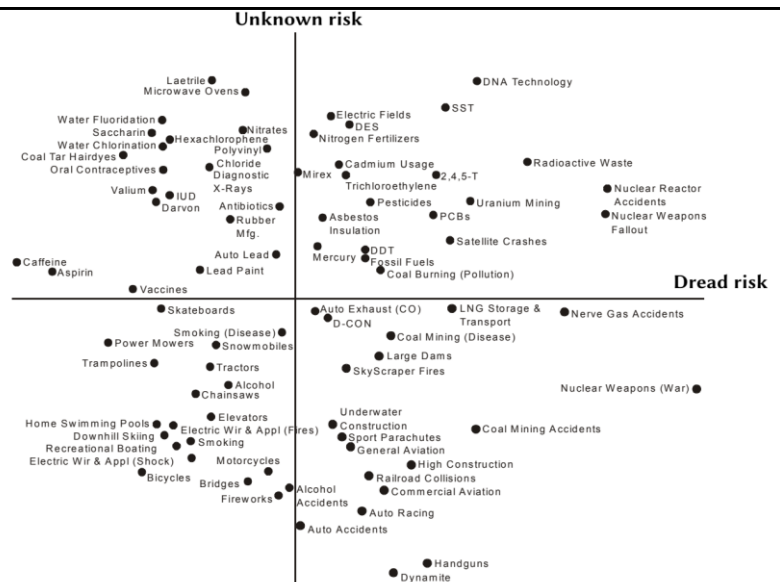 Unknown risk
Laetrile
Microwave Ovens
DNA Technology
SST
Water Fluoridation
Saccharin
Water Chlorination
Coal Tar Hairdyes
Oral Contraceptives
Hexachlorophene
Nitrates
Polyvinyl
Chloride
Diagnostic
X-Rays
Valium
IUD
Darvon
Antibiotics
Rubber
Mfg.
Auto Lead
Lead Paint
Caffeine
Aspirin
Vaccines
Electric Fields
DES
Nitrogen Fertilizers
Cadmium Usage
Mirex
Trichloroethylene
2,4,5-T
Radioactive Waste
Pesticides
Uranium Mining
Nuclear Reactor
Accidents
Asbestos
Insulation
PCBs
Nuclear Weapons
Fallout
Satellite Crashes
Mercury
DDT
Fossil Fuels
Coal Burning (Pollution)
Dread risk
Skateboards
Smoking (Disease)
Power Mowers
Snowmobiles
Trampolines
Tractors
Alcohol
Chainsaws
Elevators
Home Swimming Pools
Electric Wir & Appl (Fires)
Downhill Skiing
Smoking
Recreational Boating
Electric Wir & Appl (Shock)
Motorcycles
Bicycles
Bridges
Fireworks
Alcohol
Accidents
Auto Accidents
Auto Exhaust (CO)
D-CON
LNG Storage &
Transport
Nerve Gas Accidents
Coal Mining (Disease)
Large Dams
SkyScraper Fires
Nuclear Weapons (War)
Underwater
Construction
Sport Parachutes
General Aviation
Coal Mining Accidents
High Construction
Railroad Collisions
Commercial Aviation
Auto Racing
Handguns
Dynamite